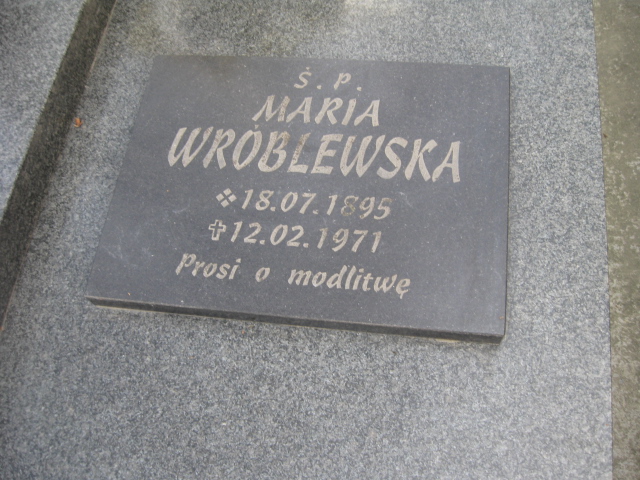 Ś.P.
MARIA
WRÓBLEWSKA
18.07.1895
12.02.1971
Prosi o modlitwę